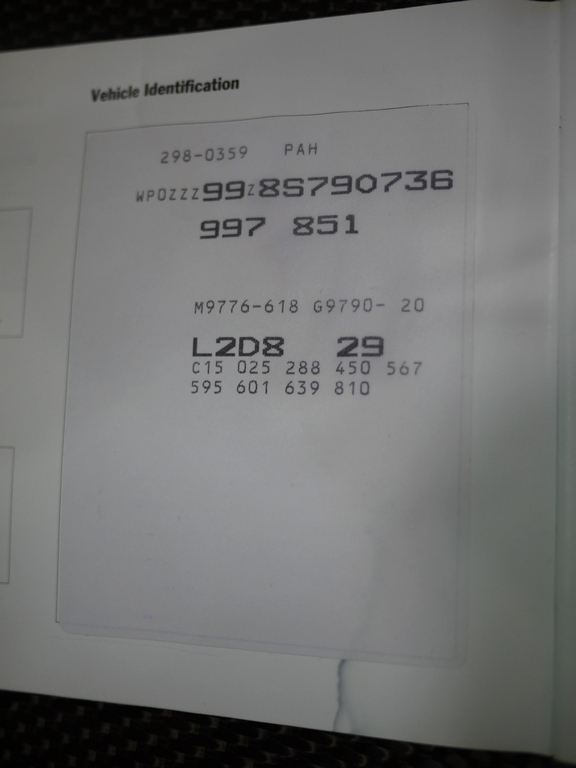 Vehicle Identification
298-0359 PAH
WP0ZZZ99Z8S790736
997 851
M9776-618 G9790- 20
L2D8 29
C15 025 288 450 567
595 601 639 810